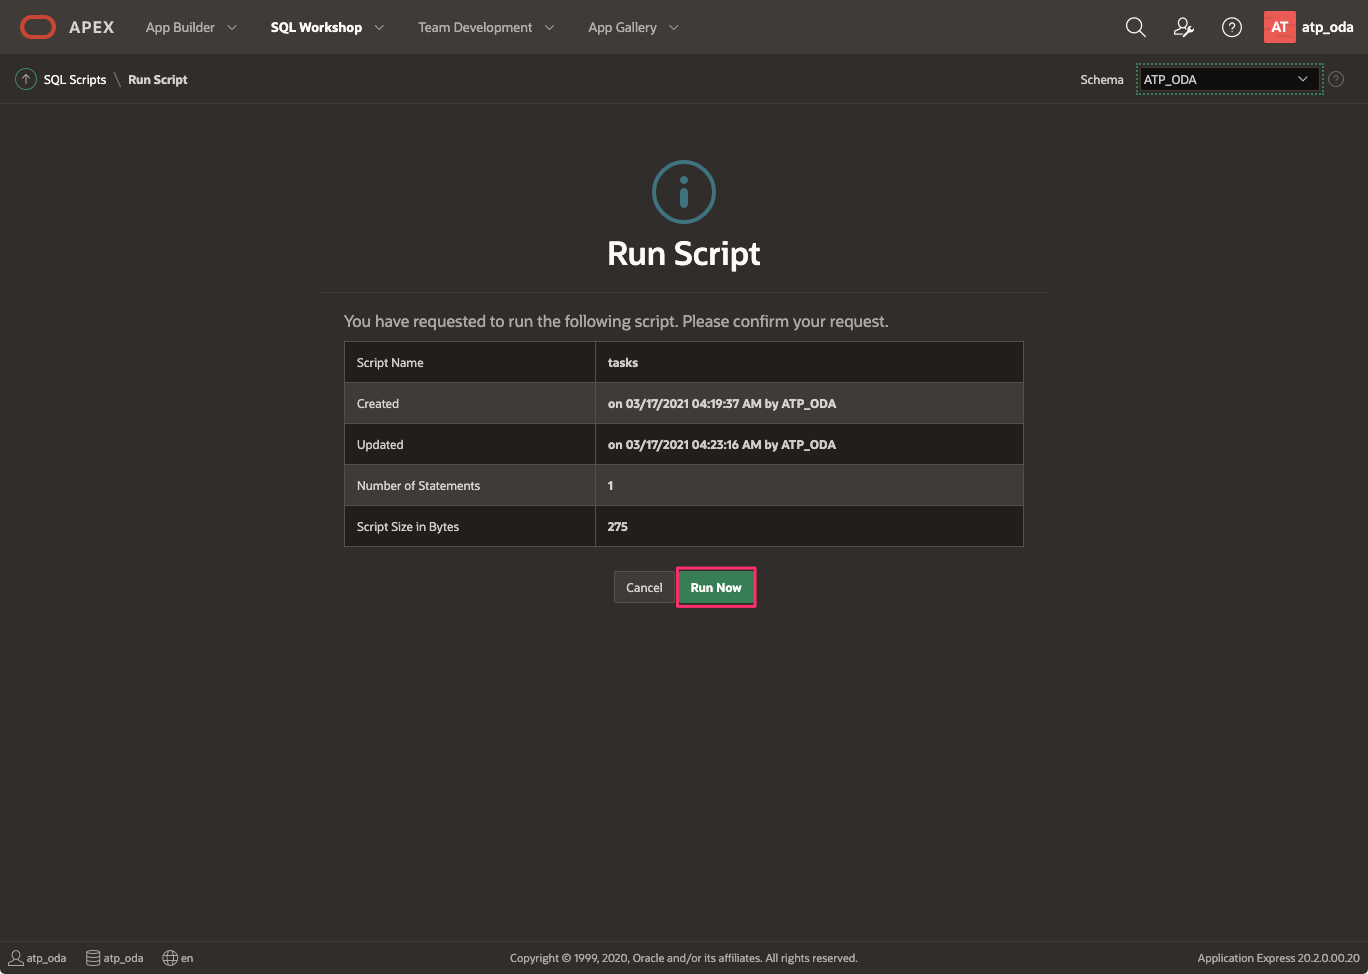 APEX App Builder SQL Workshop Team Development App Gallery AT atp_oda
SQL Scripts \ Run Script Schema ATP_ODA
Run Script
You have requested to run the following script. Please confirm your request.
Script Name tasks
Created on 03/17/2021 04:19:37 AM by ATP_ODA
Updated on 03/17/2021 04:23:16 AM by ATP_ODA
Number of Statements 1
Script Size in Bytes 275
Cancel Run Now
atp_oda atp_oda en Copyright © 1999, 2020, Oracle and/or its affiliates. All rights reserved. Application Express 20.2.0.00.20